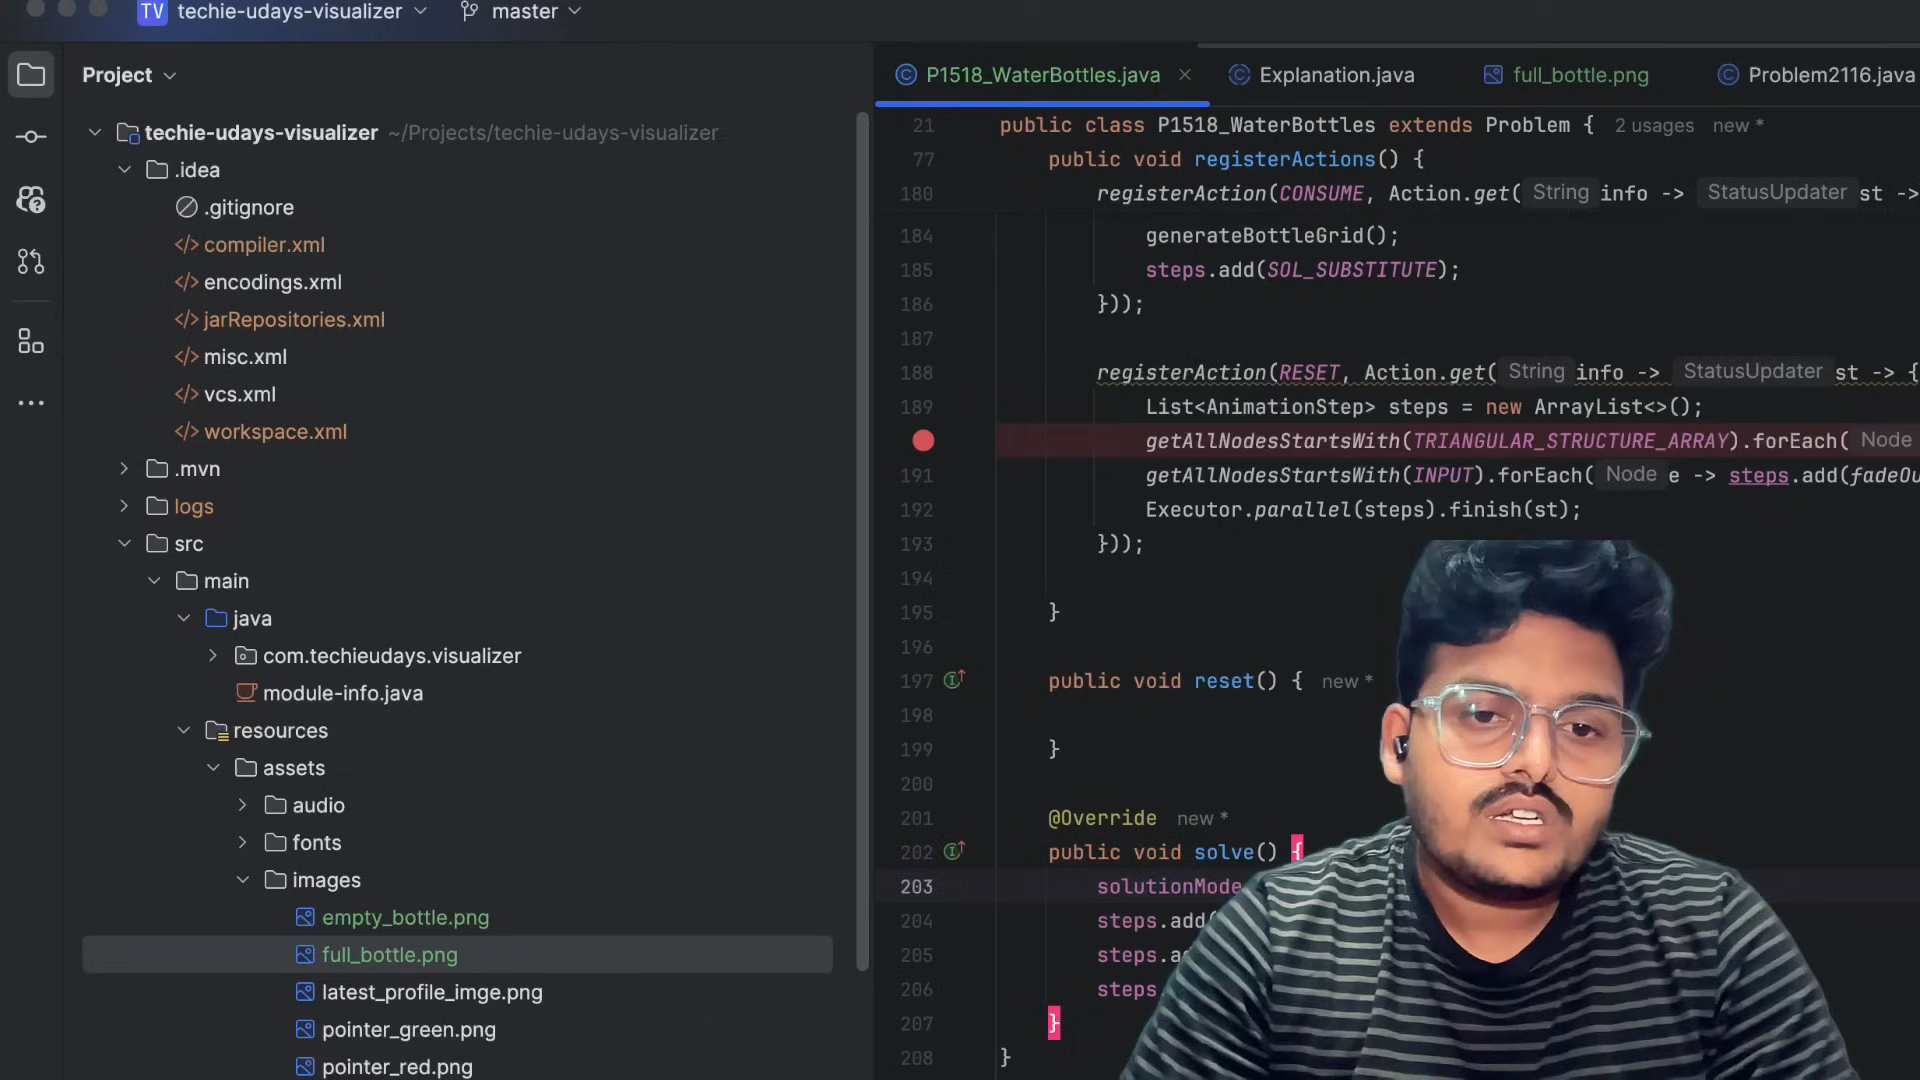 TV techie-udays-visualizer master
Project
techie-udays-visualizer ~/Projects/techie-udays-visualizer
.idea
.gitignore
</> compiler.xml
</> encodings.xml
</> jarRepositories.xml
</> misc.xml
</> vcs.xml
</> workspace.xml
.mvn
logs
src
main
java
com.techieudays.visualizer
module-info.java
resources
assets
audio
fonts
images
empty_bottle.png
full_bottle.png
latest_profile_imge.png
pointer_green.png
pointer_red.png
P1518_WaterBottles.java Explanation.java full_bottle.png Problem2116.java
21 public class P1518_WaterBottles extends Problem { 2 usages new *
77 public void registerActions() {
180 registerAction(CONSUME, Action.get( String info -> StatusUpdater st ->
184 generateBottleGrid();
185 steps.add(SOL_SUBSTITUTE);
186 }));
187
188 registerAction(RESET, Action.get( String info -> StatusUpdater st -> {
189 List<AnimationStep> steps = new ArrayList<>();
getAllNodesStartsWith(TRIANGULAR_STRUCTURE_ARRAY).forEach( Node
191 getAllNodesStartsWith(INPUT).forEach( Node e -> steps.add(fadeOu
192 Executor.parallel(steps).finish(st);
193 }));
194
195 }
196
197 public void reset() { new *
198
199 }
200
201 @Override new *
202 public void solve() {
203 solutionMode
204 steps.add(
205 steps.
206 steps.
207 }
208 }